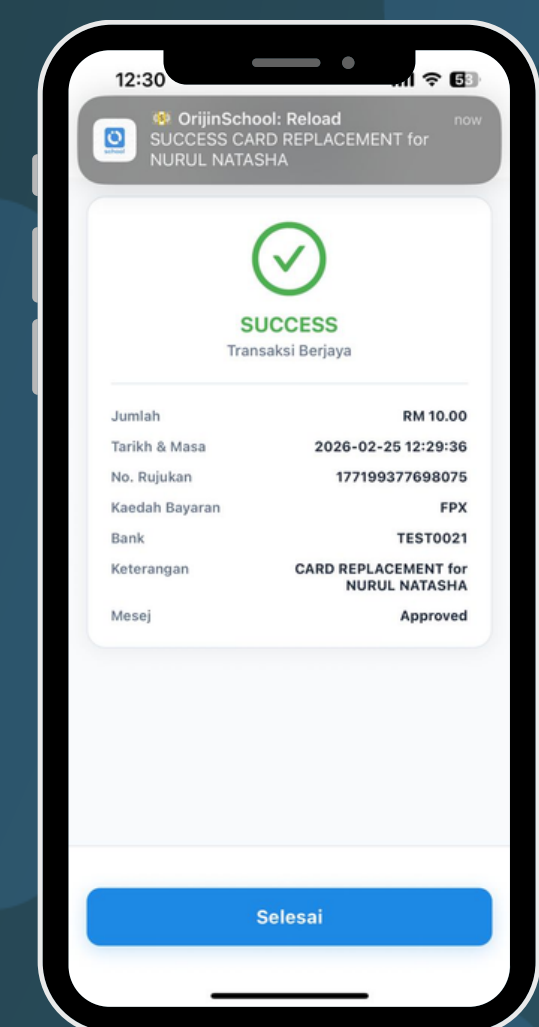 12:30
53
OrijinSchool: Reload now
SUCCESS CARD REPLACEMENT for
NURUL NATASHA
school
SUCCESS
Transaksi Berjaya
Jumlah RM 10.00
Tarikh & Masa 2026-02-25 12:29:36
No. Rujukan 177199377698075
Kaedah Bayaran FPX
Bank TEST0021
Keterangan CARD REPLACEMENT for
NURUL NATASHA
Mesej Approved
Selesai